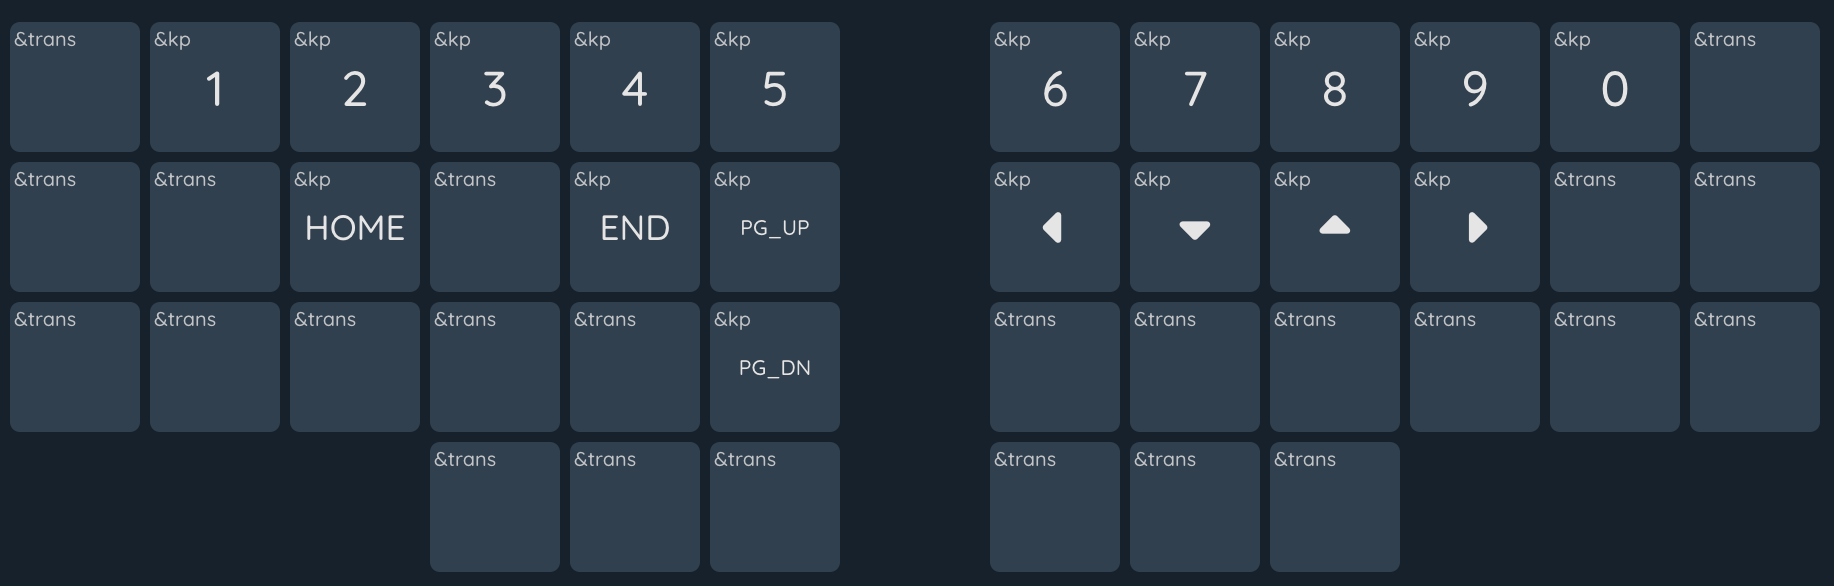 &trans &kp &kp &kp &kp &kp &kp &kp &kp &kp &kp &trans
1 2 3 4 5 6 7 8 9 0
&trans &trans &kp &trans &kp &kp &kp &kp &kp &kp &trans &trans
HOME END PG_UP
&trans &trans &trans &trans &trans &kp &trans &trans &trans &trans &trans &trans
PG_DN
&trans &trans &trans &trans &trans &trans